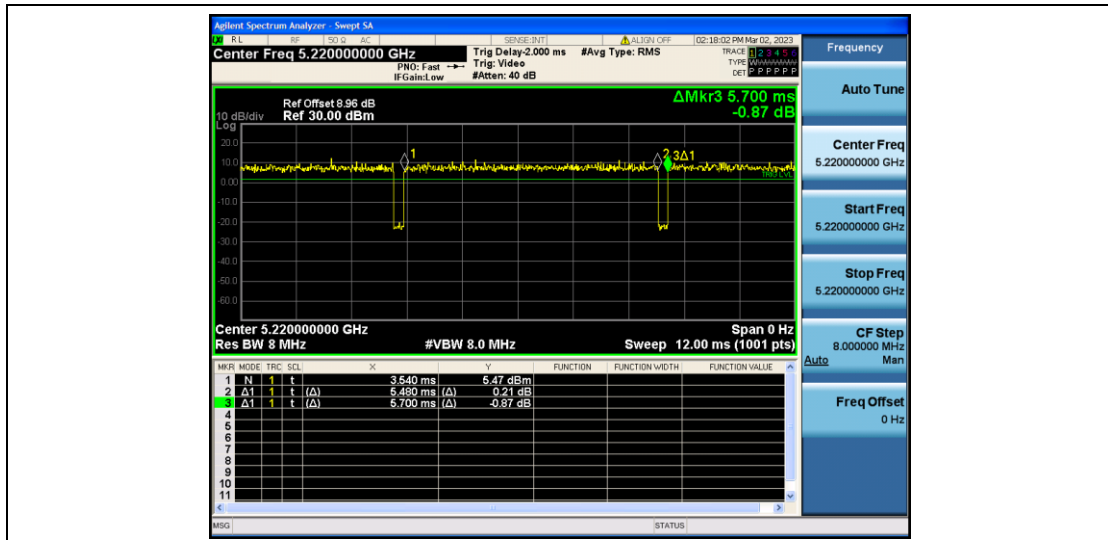 Agilent Spectrum Analyzer - Swept SA
RL RF 50 Ω AC SENSE:INT ALIGN OFF 02:18:02 PM Mar 02, 2023
Center Freq 5.220000000 GHz
PNO: Fast
IFGain:Low
Trig Delay-2.000 ms
Trig: Video
#Atten: 40 dB
#Avg Type: RMS
TRACE 1 2 3 4 5 6
TYPE WWWWWW
DET P P P P P P
Ref Offset 8.96 dB
10 dB/div Ref 30.00 dBm
Log
ΔMkr3 5.700 ms
-0.87 dB
20.0
10.0
0.00
-10.0
-20.0
-30.0
-40.0
-50.0
-60.0
1
2
3Δ1
TRIG LVL
Center 5.220000000 GHz Span 0 Hz
Res BW 8 MHz #VBW 8.0 MHz Sweep 12.00 ms (1001 pts)
MKR MODE TRC SCL X Y FUNCTION FUNCTION WIDTH FUNCTION VALUE
1 N 1 t 3.540 ms 5.47 dBm
2 Δ1 1 t (Δ) 5.480 ms (Δ) 0.21 dB
3 Δ1 1 t (Δ) 5.700 ms (Δ) -0.87 dB
4
5
6
7
8
9
10
11
MSG STATUS
Frequency
Auto Tune
Center Freq
5.220000000 GHz
Start Freq
5.220000000 GHz
Stop Freq
5.220000000 GHz
CF Step
8.000000 MHz
Auto Man
Freq Offset
0 Hz